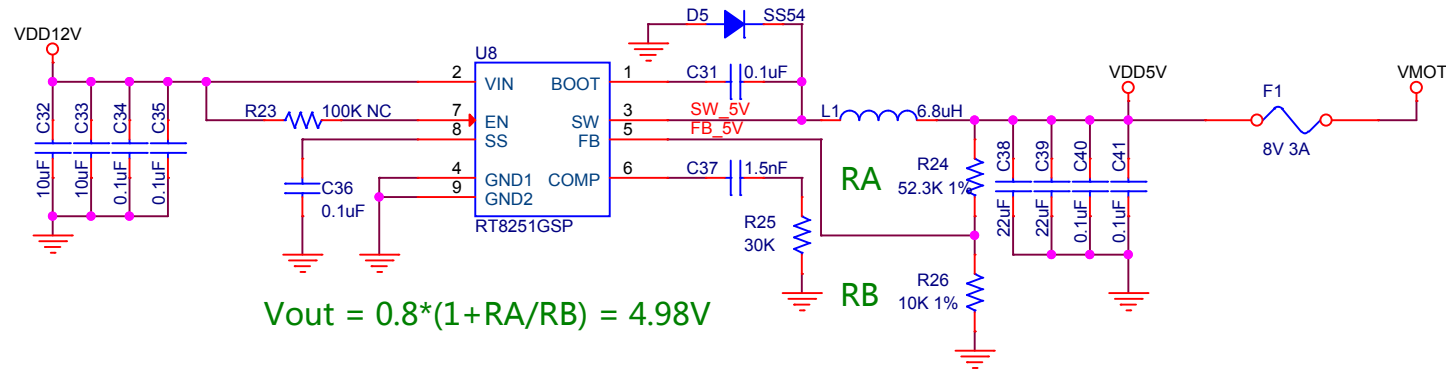 VDD12V
C32
10uF
C33
10uF
C34
0.1uF
C35
0.1uF
R23
100K NC
C36
0.1uF
D5
SS54
U8
2
VIN
BOOT
1
7
EN
SW
3
8
SS
FB
5
4
GND1
COMP
6
9
GND2
RT8251GSP
C31
0.1uF
SW_5V
FB_5V
L1
6.8uH
C37
1.5nF
R25
30K
RA
R24
52.3K 1%
RB
R26
10K 1%
C38
22uF
C39
22uF
C40
0.1uF
C41
0.1uF
VDD5V
F1
8V 3A
VMOT
Vout = 0.8*(1+RA/RB) = 4.98V